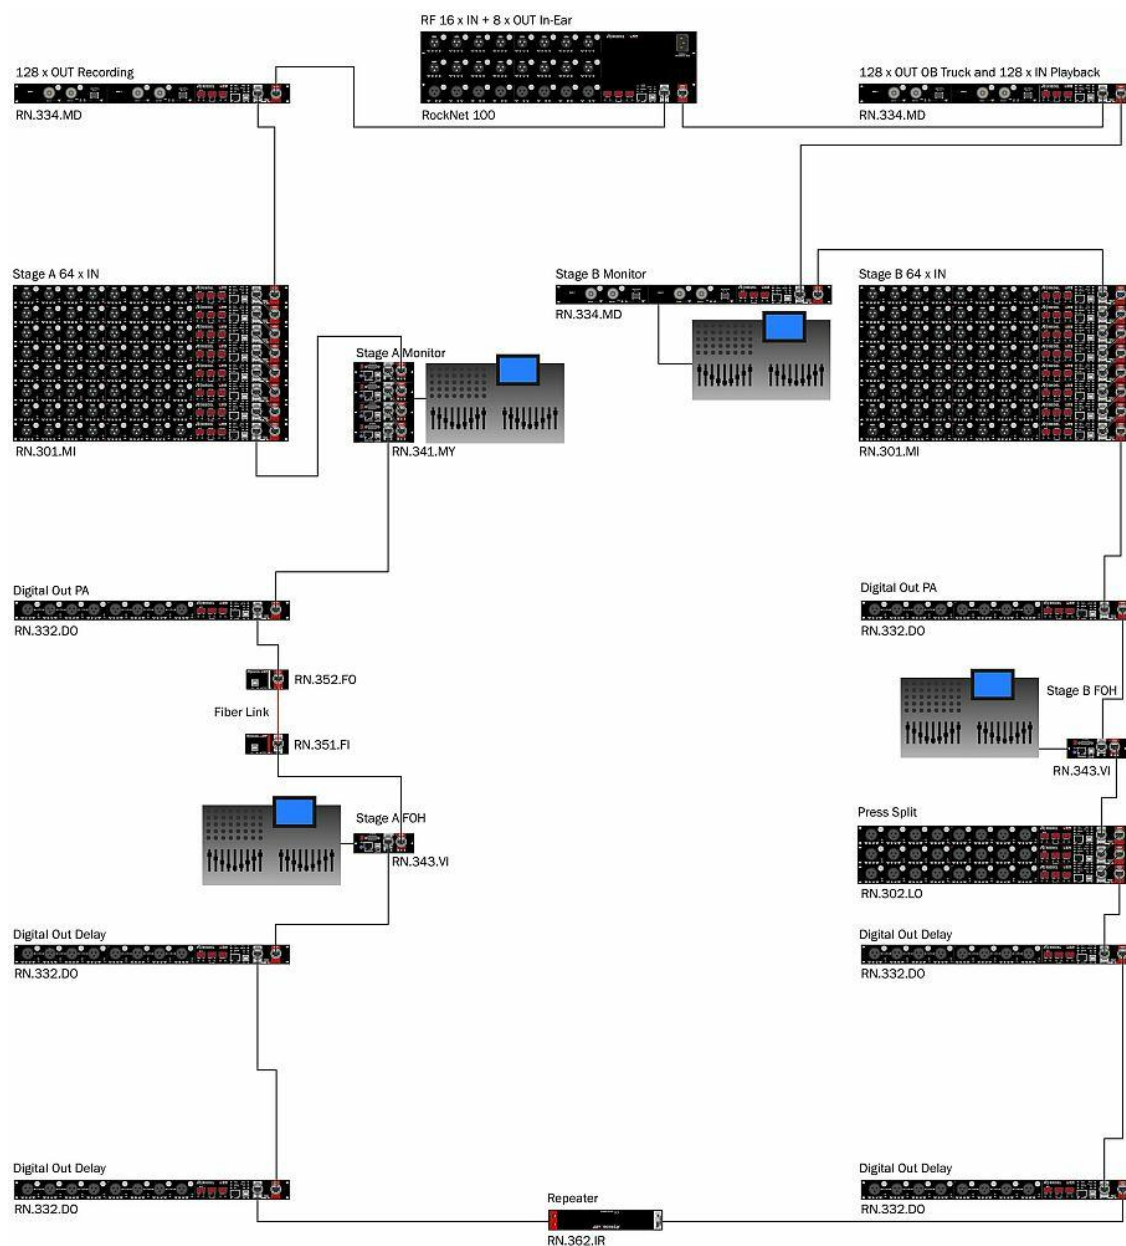 RF 16 x IN + 8 x OUT In-Ear
128 x OUT Recording
128 x OUT OB Truck and 128 x IN Playback
RN.334.MD
RockNet 100
RN.334.MD
Stage A 64 x IN
Stage B Monitor
Stage B 64 x IN
RN.334.MD
Stage A Monitor
RN.301.MI
RN.341.MY
RN.301.MI
Digital Out PA
Digital Out PA
RN.332.DO
RN.332.DO
RN.352.FO
Stage B FOH
Fiber Link
RN.351.FI
RN.343.VI
Stage A FOH
Press Split
RN.343.VI
RN.302.LO
Digital Out Delay
Digital Out Delay
RN.332.DO
RN.332.DO
Digital Out Delay
Digital Out Delay
Repeater
RN.332.DO
RN.332.DO
RN.362.IR